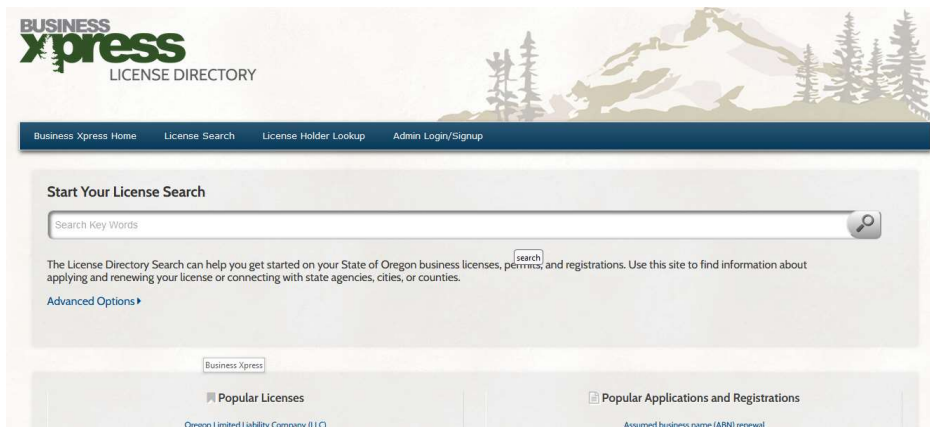 BUSINESS
Xpress
LICENSE DIRECTORY
Business Xpress Home License Search License Holder Lookup Admin Login/Signup
Start Your License Search
Search Key Words
search
The License Directory Search can help you get started on your State of Oregon business licenses, permits, and registrations. Use this site to find information about
applying and renewing your license or connecting with state agencies, cities, or counties.
Advanced Options
Business Xpress
Popular Licenses
Popular Applications and Registrations
Oregon Limited Liability Company (LLC)
Assumed business name (ABN) renewal